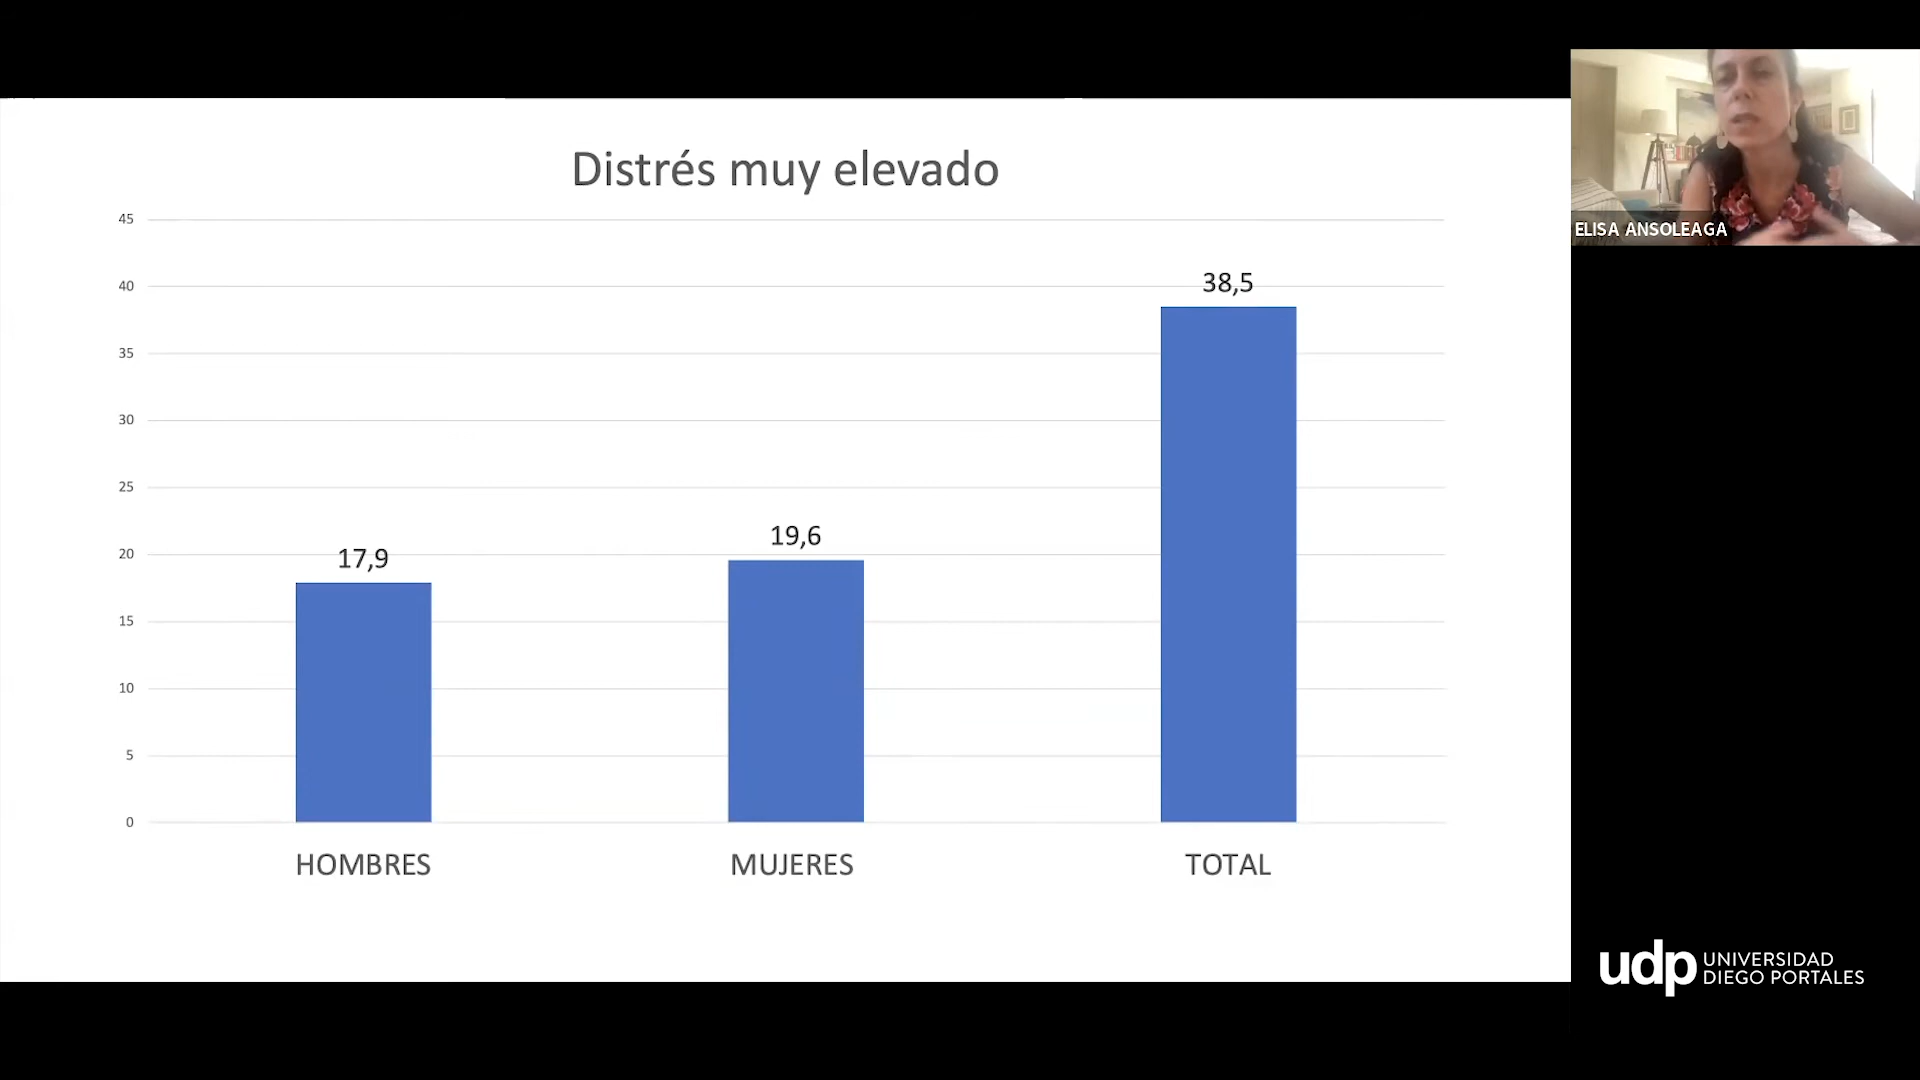 Distrés muy elevado
45
40
35
30
25
20
15
10
5
0
17,9
19,6
38,5
HOMBRES
MUJERES
TOTAL
ELISA ANSOLEAGA
udp UNIVERSIDAD
DIEGO PORTALES